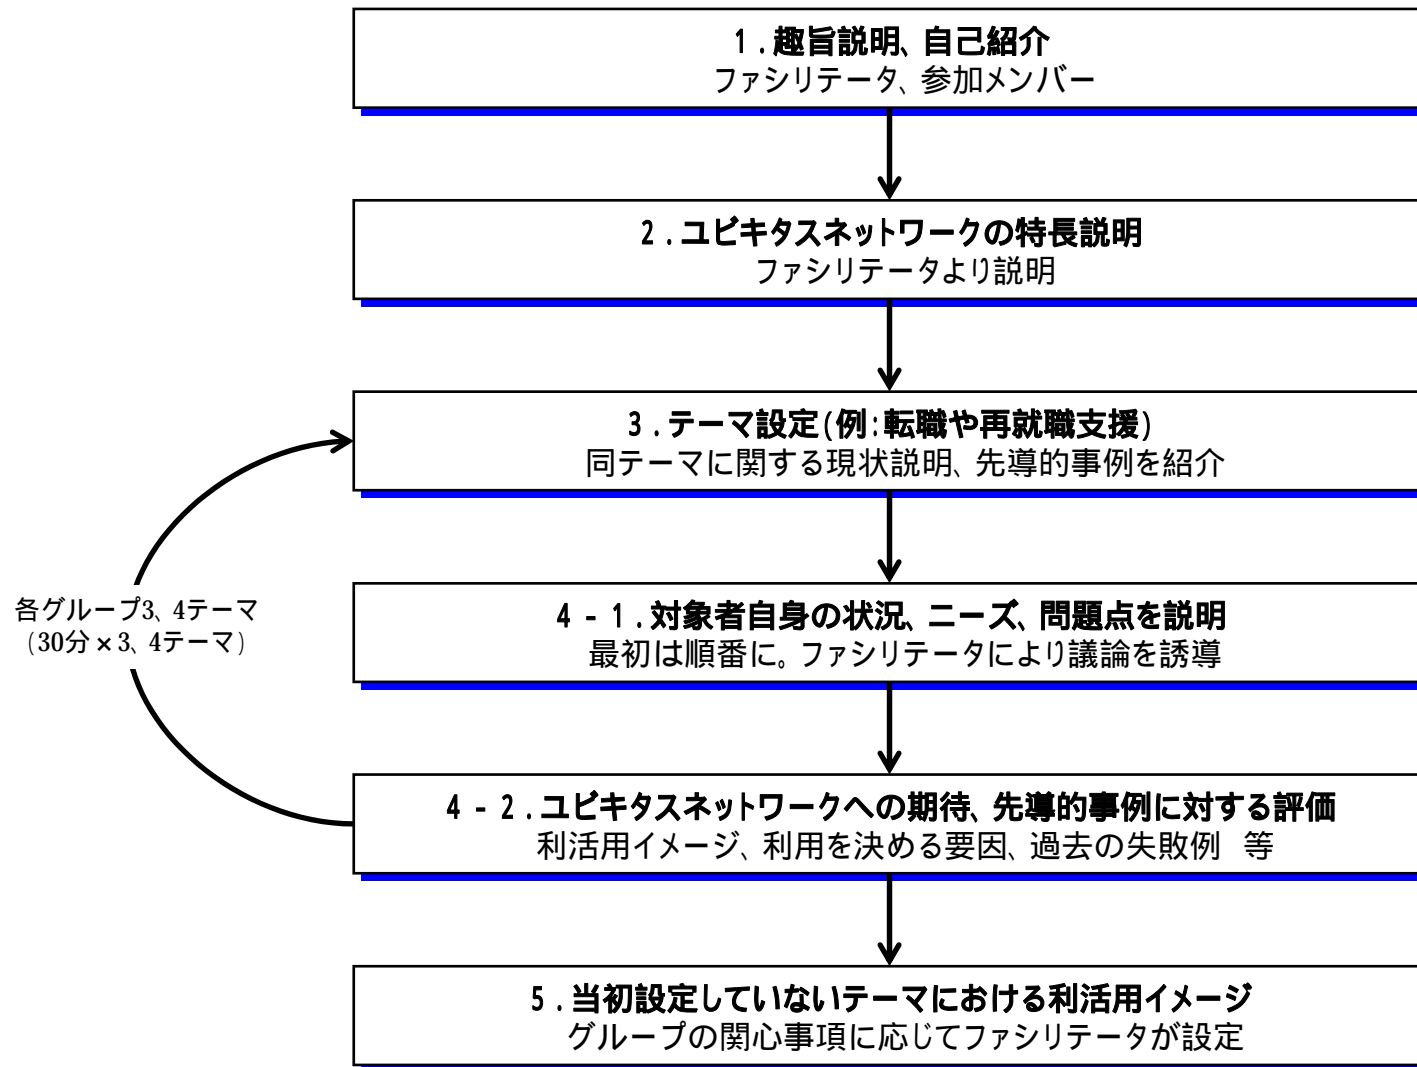 1.趣旨説明、自己紹介
ファシリテータ、参加メンバー
2.ユビキタスネットワークの特長説明
ファシリテータより説明
3.テーマ設定(例:転職や再就職支援)
同テーマに関する現状説明、先導的事例を紹介
各グループ3、4テーマ
(30分×3、4テーマ)
4-1.対象者自身の状況、ニーズ、問題点を説明
最初は順番に。ファシリテータにより議論を誘導
4-2.ユビキタスネットワークへの期待、先導的事例に対する評価
利活用イメージ、利用を決める要因、過去の失敗例 等
5.当初設定していないテーマにおける利活用イメージ
グループの関心事項に応じてファシリテータが設定